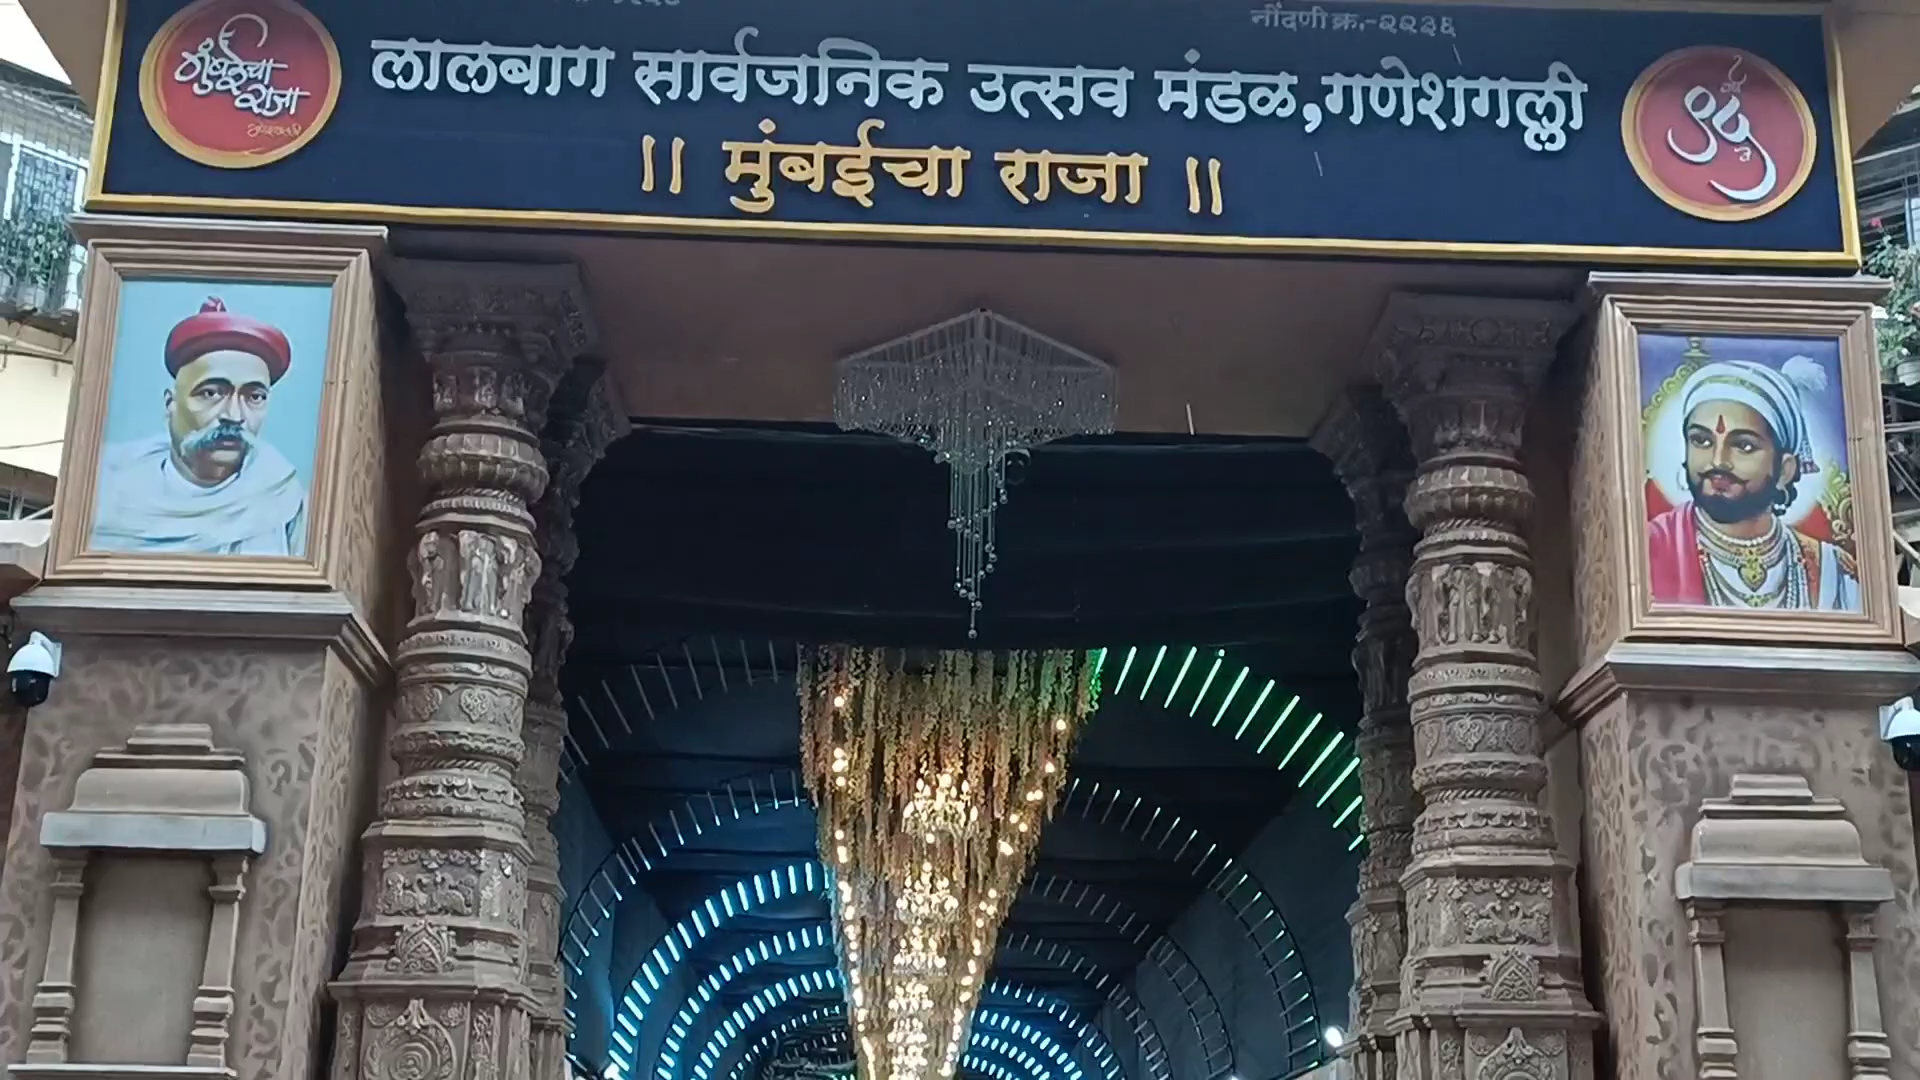 नोंदणी क्र.-२२३६
मुंबईचा
राजा
लालबाग सार्वजनिक उत्सव मंडळ,गणेशगल्ली
|| मुंबईचा राजा ||